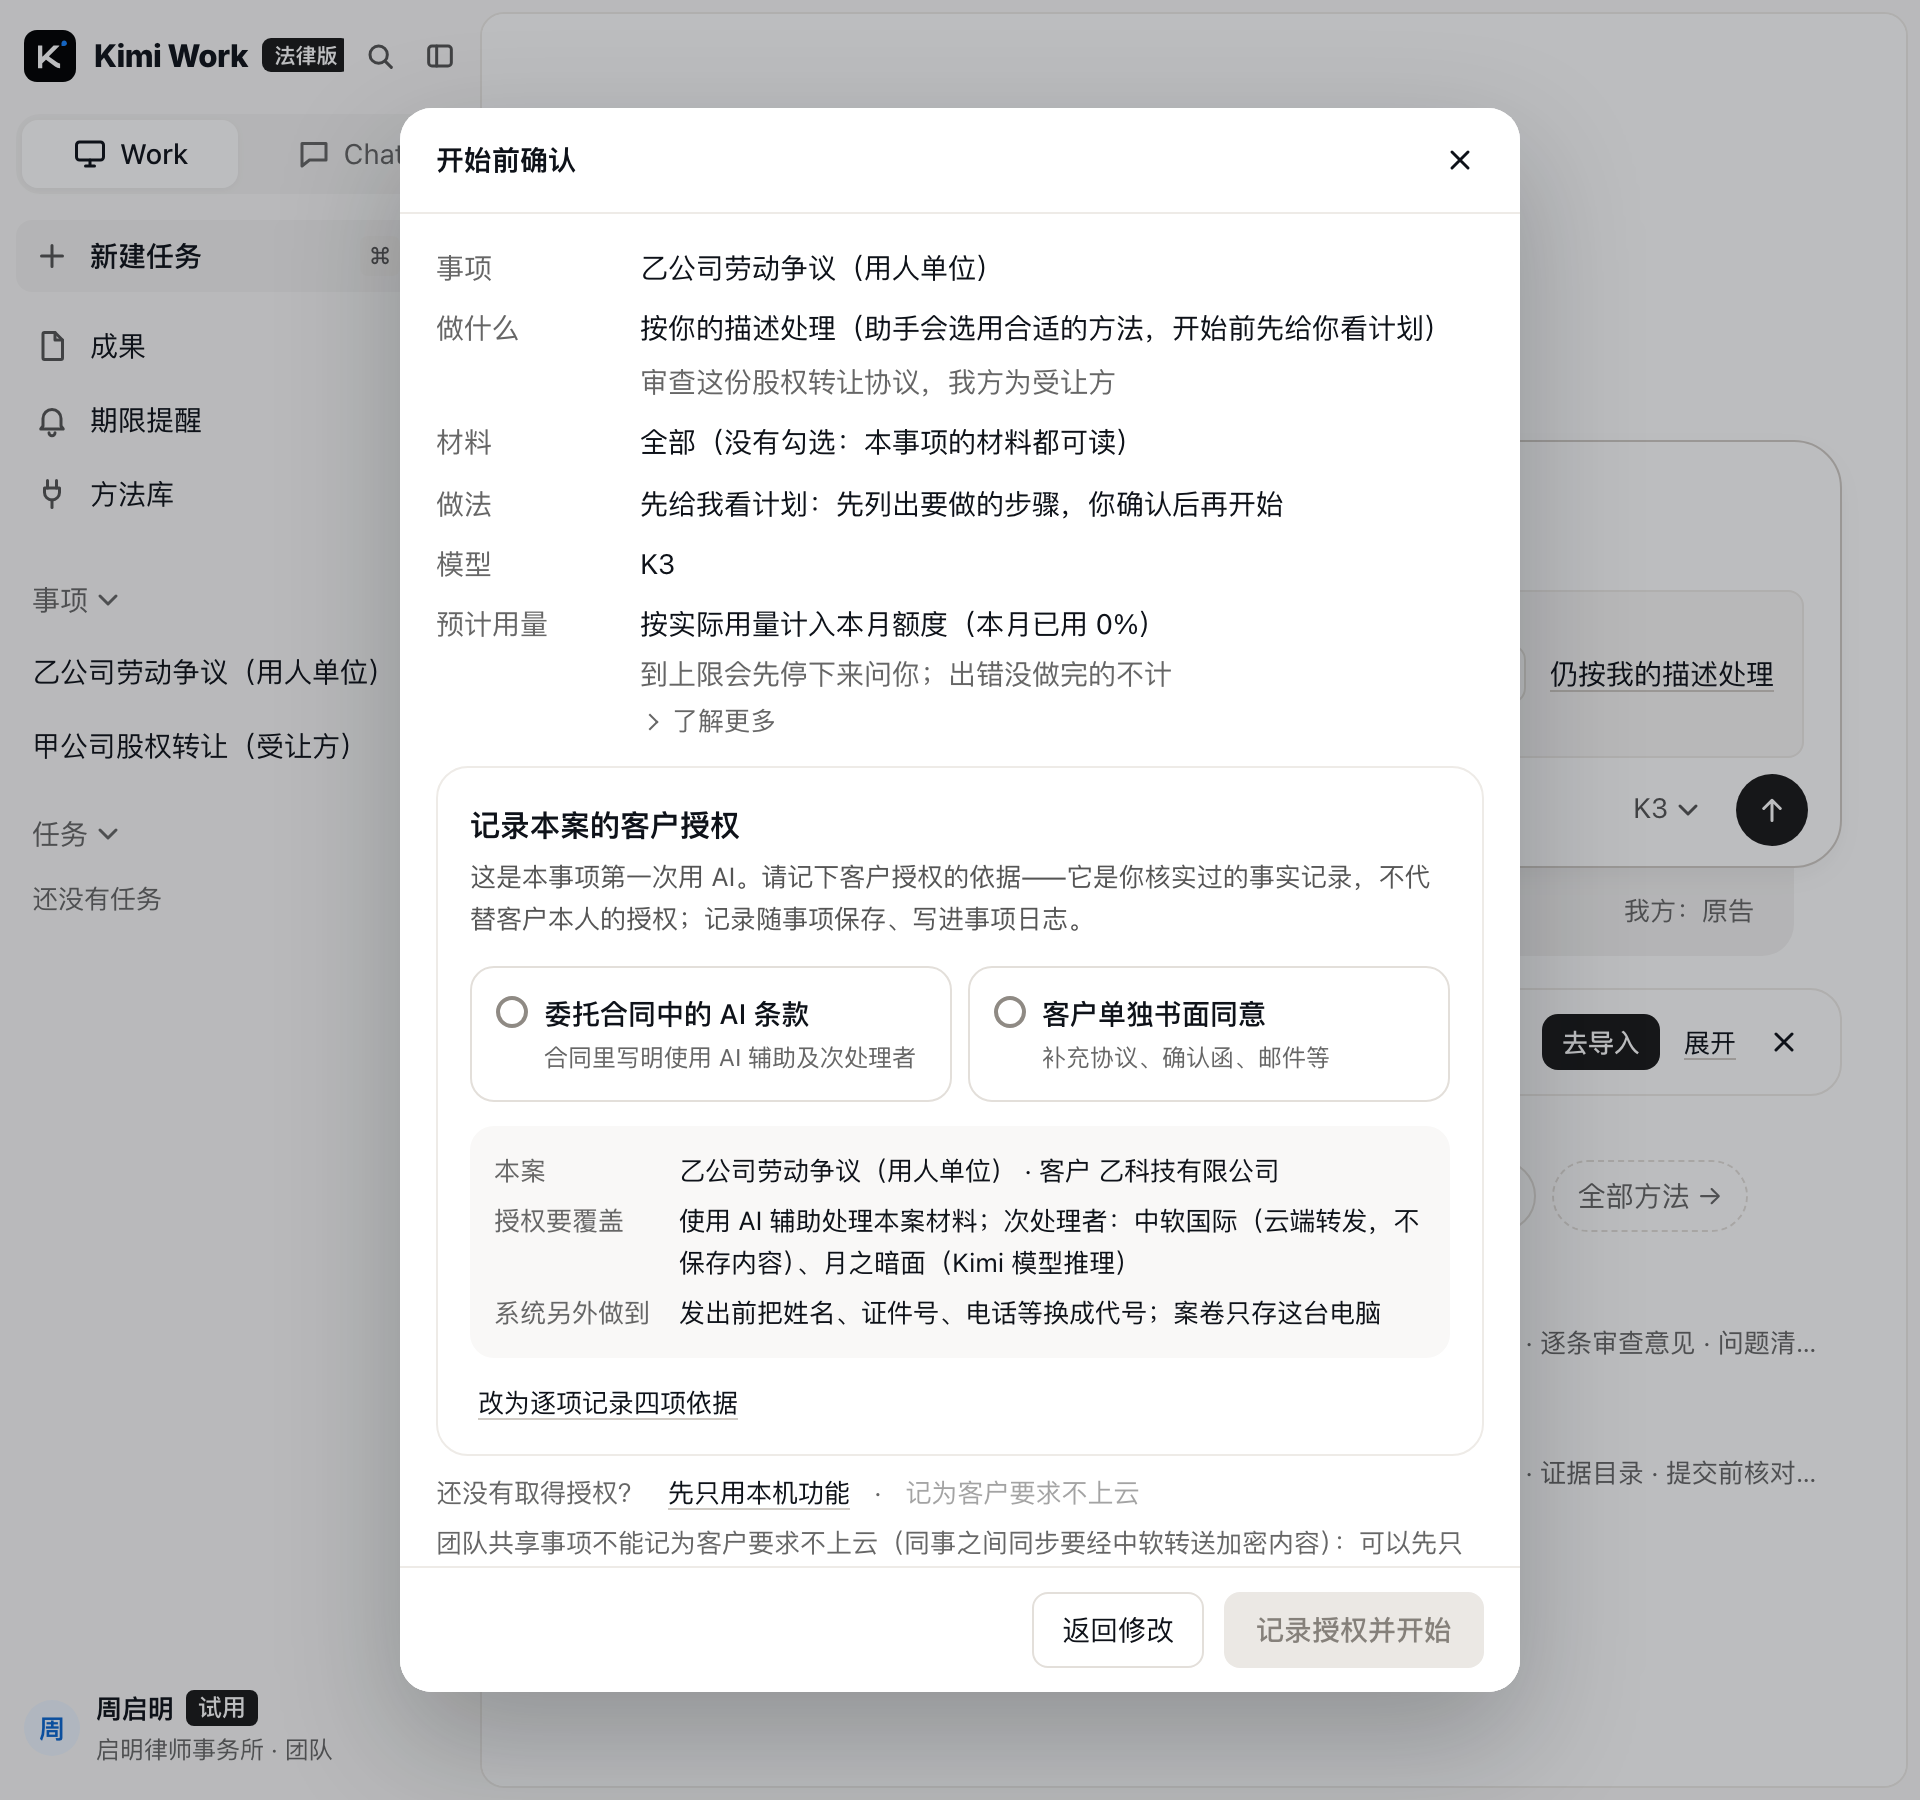 Kimi Work 法律版
Work
Chat
新建任务 ⌘
成果
期限提醒
方法库
事项
乙公司劳动争议（用人单位）
甲公司股权转让（受让方）
任务
还没有任务
周 周启明 试用
启明律师事务所 · 团队
开始前确认
事项 乙公司劳动争议（用人单位）
做什么 按你的描述处理（助手会选用合适的方法，开始前先给你看计划）
审查这份股权转让协议，我方为受让方
材料 全部（没有勾选：本事项的材料都可读）
做法 先给我看计划：先列出要做的步骤，你确认后再开始
模型 K3
预计用量 按实际用量计入本月额度（本月已用 0%）
到上限会先停下来问你；出错没做完的不计
了解更多
记录本案的客户授权
这是本事项第一次用 AI。请记下客户授权的依据——它是你核实过的事实记录，不代
替客户本人的授权；记录随事项保存、写进事项日志。
委托合同中的 AI 条款
合同里写明使用 AI 辅助及次处理者
客户单独书面同意
补充协议、确认函、邮件等
本案 乙公司劳动争议（用人单位） · 客户 乙科技有限公司
授权要覆盖 使用 AI 辅助处理本案材料；次处理者：中软国际（云端转发，不
保存内容）、月之暗面（Kimi 模型推理）
系统另外做到 发出前把姓名、证件号、电话等换成代号；案卷只存这台电脑
改为逐项记录四项依据
还没有取得授权？ 先只用本机功能 · 记为客户要求不上云
团队共享事项不能记为客户要求不上云（同事之间同步要经中软转送加密内容）：可以先只
返回修改
记录授权并开始
仍按我的描述处理
K3
我方：原告
去导入 展开
全部方法 →
· 逐条审查意见 · 问题清...
· 证据目录 · 提交前核对...